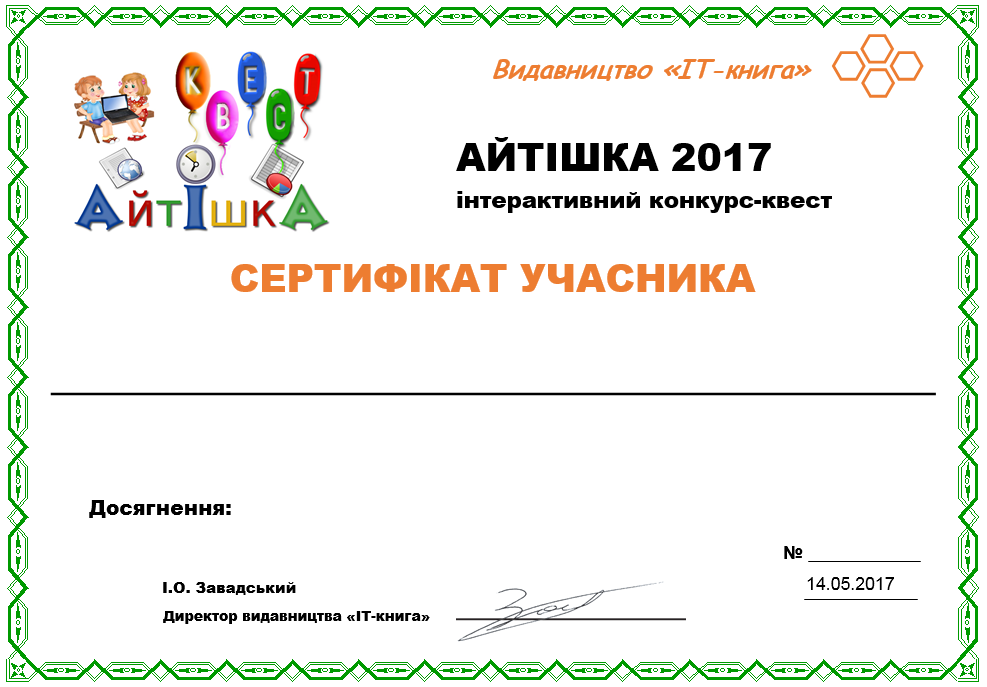 КВЕСТ
АйтІшкА
Видавництво «ІТ-книга»
АЙТІШКА 2017
інтерактивний конкурс-квест
СЕРТИФІКАТ УЧАСНИКА
Досягнення:
№
14.05.2017
І.О. Завадський
Директор видавництва «ІТ-книга»